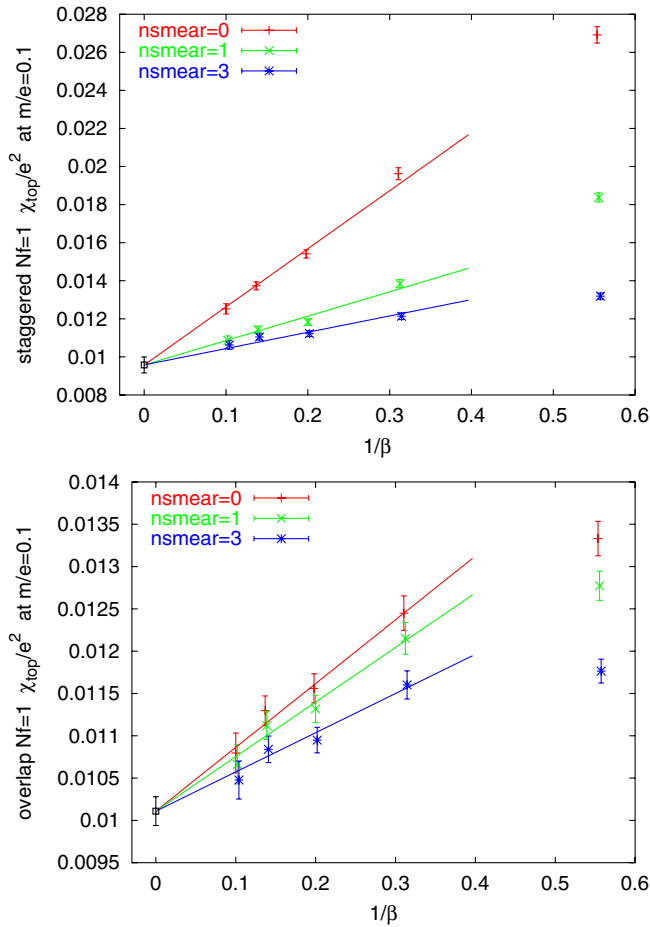 staggered Nf=1 χtop/e² at m/e=0.1
0.028
0.026
0.024
0.022
0.02
0.018
0.016
0.014
0.012
0.01
0.008
nsmear=0
nsmear=1
nsmear=3
0 0.1 0.2 0.3 0.4 0.5 0.6
1/β
overlap Nf=1 χtop/e² at m/e=0.1
0.014
0.0135
0.013
0.0125
0.012
0.0115
0.011
0.0105
0.01
0.0095
nsmear=0
nsmear=1
nsmear=3
0 0.1 0.2 0.3 0.4 0.5 0.6
1/β